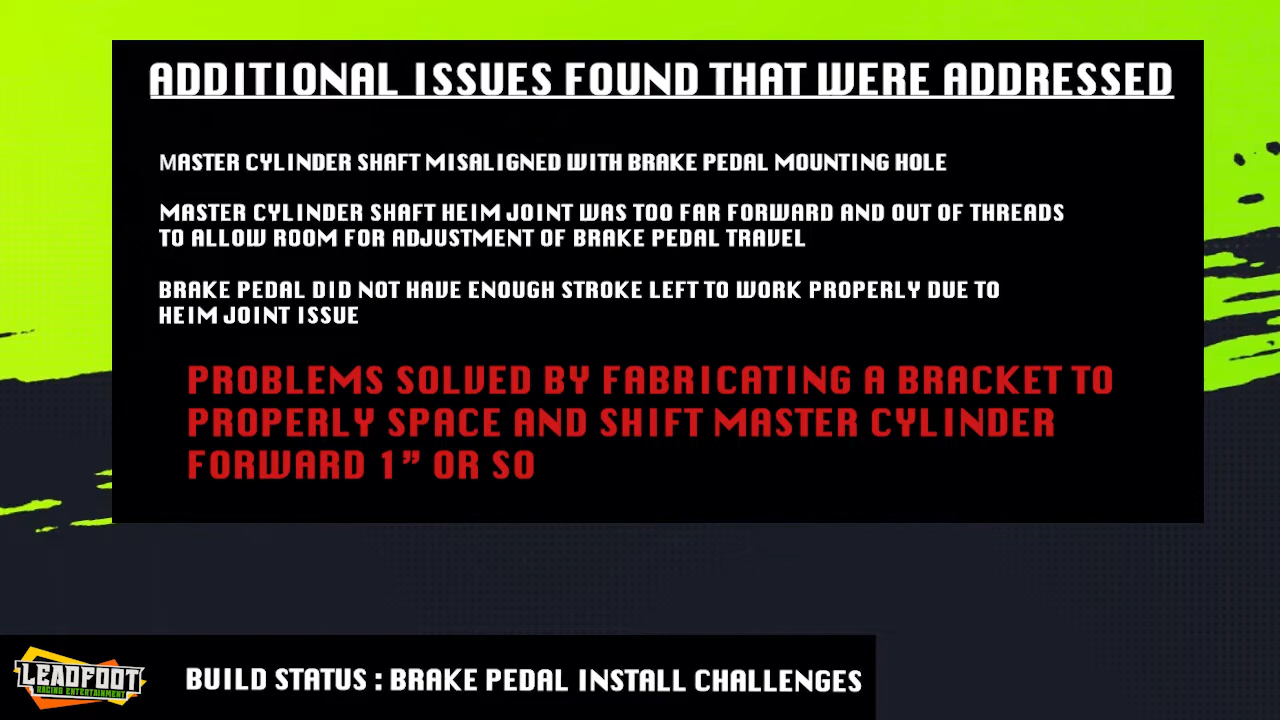 ADDITIONAL ISSUES FOUND THAT WERE ADDRESSED
MASTER CYLINDER SHAFT MISALIGNED WITH BRAKE PEDAL MOUNTING HOLE
MASTER CYLINDER SHAFT HEIM JOINT WAS TOO FAR FORWARD AND OUT OF THREADS
TO ALLOW ROOM FOR ADJUSTMENT OF BRAKE PEDAL TRAVEL
BRAKE PEDAL DID NOT HAVE ENOUGH STROKE LEFT TO WORK PROPERLY DUE TO
HEIM JOINT ISSUE
PROBLEMS SOLVED BY FABRICATING A BRACKET TO
PROPERLY SPACE AND SHIFT MASTER CYLINDER
FORWARD 1” OR SO
LEADFOOT
RACING ENTERTAINMENT
BUILD STATUS : BRAKE PEDAL INSTALL CHALLENGES